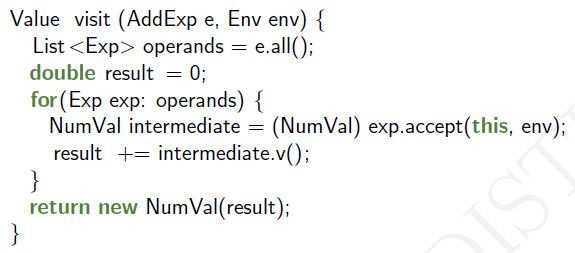 Value visit (AddExp e, Env env) {
List<Exp> operands = e.all();
double result = 0;
for(Exp exp: operands) {
NumVal intermediate = (NumVal) exp.accept(this, env);
result += intermediate.v();
}
return new NumVal(result);
}
DIST